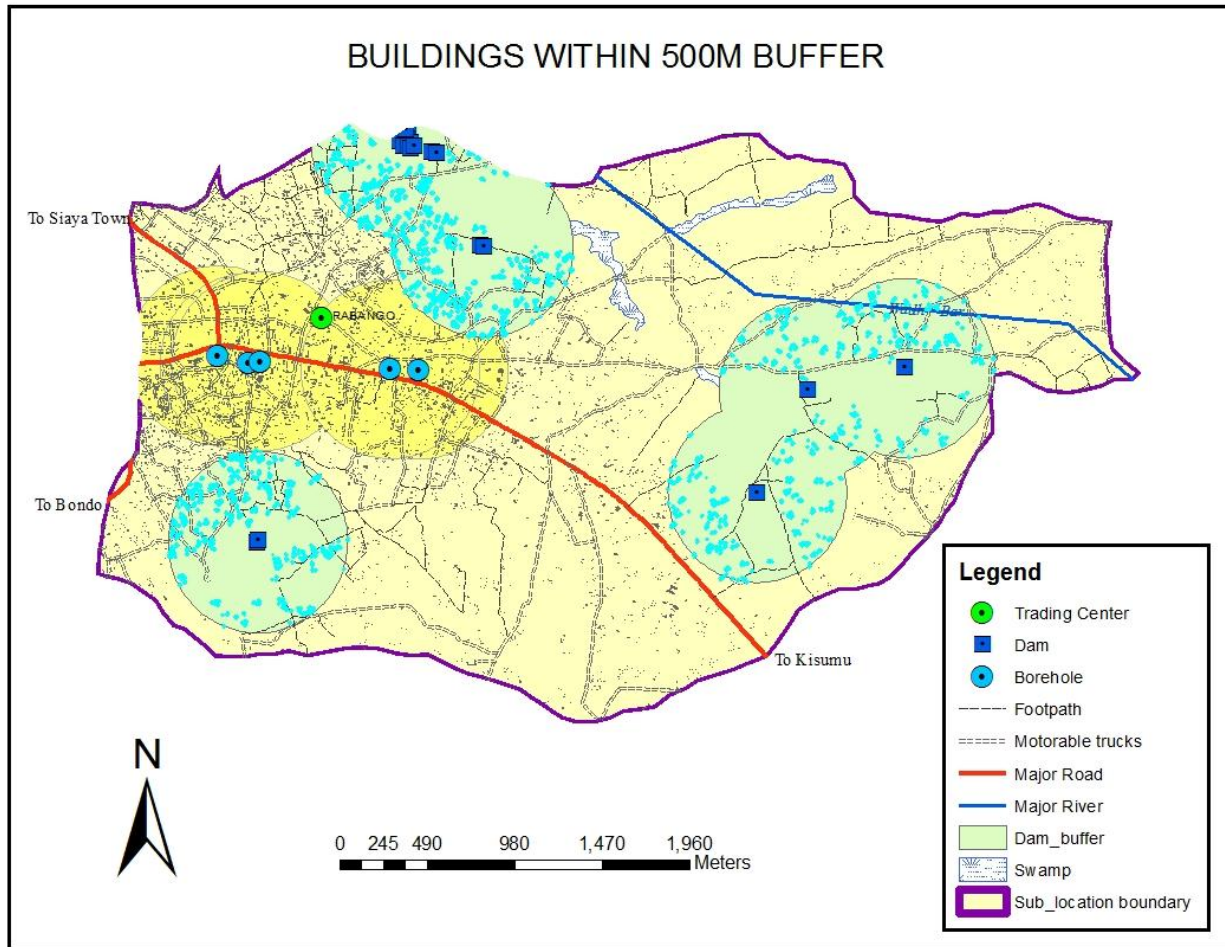 BUILDINGS WITHIN 500M BUFFER
To Siaya Town
RABANGO
To Bondo
To Kisumu
N
0 245 490 980 1,470 1,960
Meters
Legend
Trading Center
Dam
Borehole
Footpath
Motorable trucks
Major Road
Major River
Dam_buffer
Swamp
Sub_location boundary